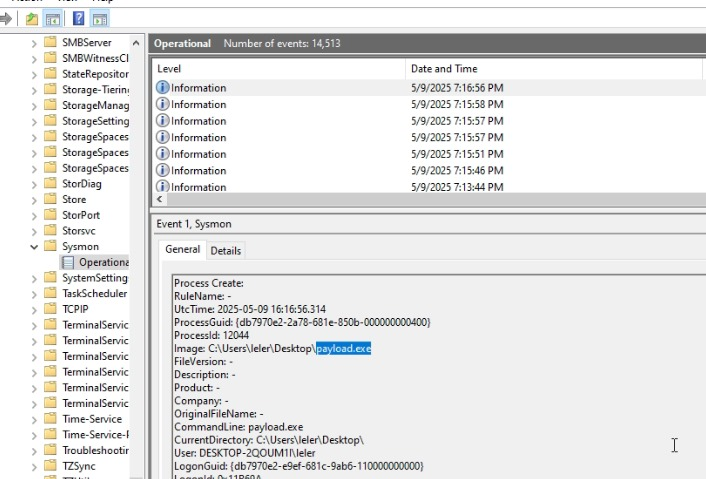 SMBServer
SMBWitnessCl
StateRepositor
Storage-Tierin
StorageManag
StorageSetting
StorageSpaces
StorageSpaces
StorageSpaces
StorDiag
Store
StorPort
Storsvc
Sysmon
Operationa
SystemSetting
TaskScheduler
TCPIP
TerminalServic
TerminalServic
TerminalServic
TerminalServic
TerminalServic
TerminalServic
Time-Service
Time-Service-P
Troubleshootir
TZSync
Operational Number of events: 14,513
Level Date and Time
Information 5/9/2025 7:16:56 PM
Information 5/9/2025 7:15:58 PM
Information 5/9/2025 7:15:57 PM
Information 5/9/2025 7:15:57 PM
Information 5/9/2025 7:15:51 PM
Information 5/9/2025 7:15:46 PM
Information 5/9/2025 7:13:44 PM
Event 1, Sysmon
General Details
Process Create:
RuleName: -
UtcTime: 2025-05-09 16:16:56.314
ProcessGuid: {db7970e2-2a78-681e-850b-000000000400}
ProcessId: 12044
Image: C:\Users\leler\Desktop\payload.exe
FileVersion: -
Description: -
Product: -
Company: -
OriginalFileName: -
CommandLine: payload.exe
CurrentDirectory: C:\Users\leler\Desktop\
User: DESKTOP-2QOUM1I\leler
LogonGuid: {db7970e2-e9ef-681c-9ab6-110000000000}